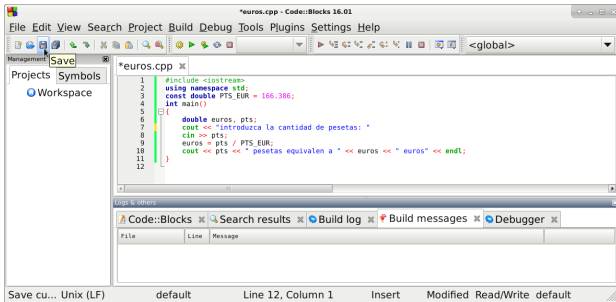 *euros.cpp - Code::Blocks 16.01
File Edit View Search Project Build Debug Tools Plugins Settings Help
<global>
Save
Management
Projects Symbols
Workspace
*euros.cpp
1 #include <iostream>
2 using namespace std;
3 const double PTS_EUR = 166.386;
4 int main()
5 {
6 double euros, pts;
7 cout << "introduzca la cantidad de pesetas: "
8 cin >> pts;
9 euros = pts / PTS_EUR;
10 cout << pts << " pesetas equivalen a " << euros << " euros" << endl;
11 }
12
Logs & others
Code::Blocks Search results Build log Build messages Debugger
File Line Message
Save cu... Unix (LF) default Line 12, Column 1 Insert Modified Read/Write default